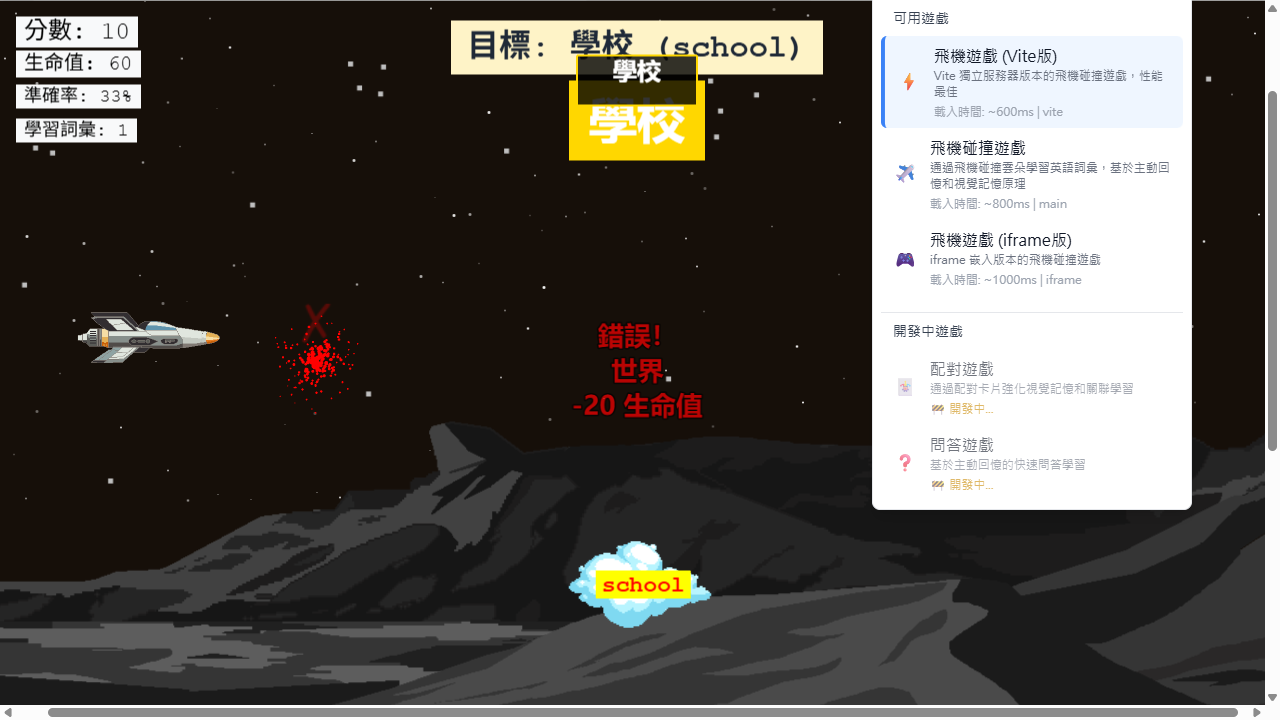 分數: 10
生命值: 60
準確率: 33%
學習詞彙: 1
目標: 學校 (school)
學校
學校
錯誤!
世界
-20 生命值
X
school
可用遊戲
飛機遊戲 (Vite版)
Vite 獨立服務器版本的飛機碰撞遊戲，性能
最佳
載入時間: ~600ms | vite
飛機碰撞遊戲
通過飛機碰撞雲朵學習英語詞彙，基於主動回
憶和視覺記憶原理
載入時間: ~800ms | main
飛機遊戲 (iframe版)
iframe 嵌入版本的飛機碰撞遊戲
載入時間: ~1000ms | iframe
開發中遊戲
配對遊戲
通過配對卡片強化視覺記憶和關聯學習
🚧 開發中...
問答遊戲
基於主動回憶的快速問答學習
🚧 開發中...